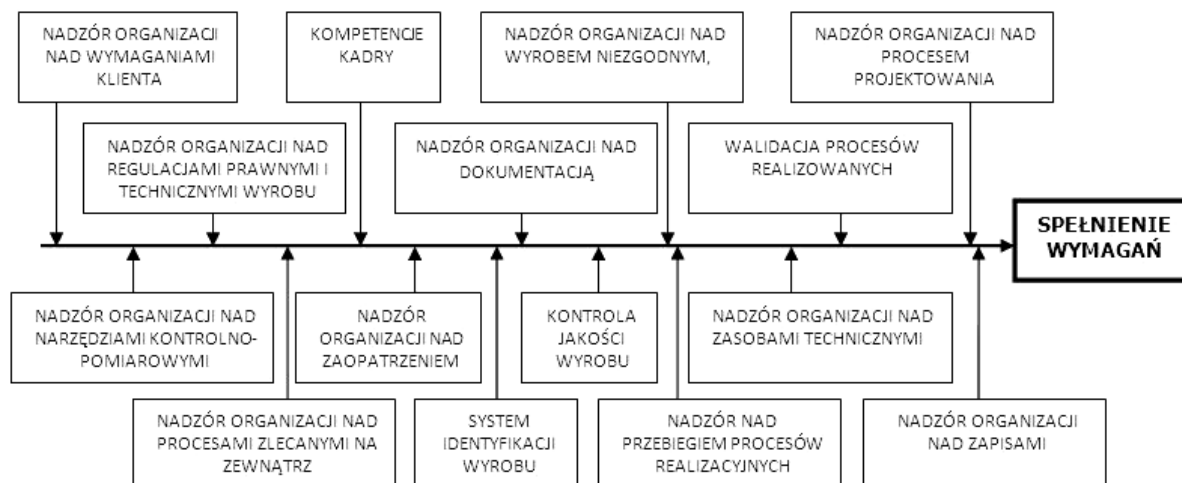 NADZÓR ORGANIZACJI
NAD WYMAGANIAMI
KLIENTA
KOMPETENCJE
KADRY
NADZÓR ORGANIZACJI NAD
WYROBEM NIEZGODNYM,
NADZÓR ORGANIZACJI NAD
PROCESEM
PROJEKTOWANIA
NADZÓR ORGANIZACJI NAD
REGULACJAMI PRAWNYMI I
TECHNICZNYMI WYROBU
NADZÓR ORGANIZACJI NAD
DOKUMENTACJĄ
WALIDACJA PROCESÓW
REALIZOWANYCH
SPEŁNIENIE
WYMAGAŃ
NADZÓR ORGANIZACJI NAD
NARZĘDZIAMI KONTROLNO-
POMIAROWYMI
NADZÓR
ORGANIZACJI NAD
ZAOPATRZENIEM
KONTROLA
JAKOŚCI
WYROBU
NADZÓR ORGANIZACJI NAD
ZASOBAMI TECHNICZNYMI
NADZÓR ORGANIZACJI NAD
PROCESAMI ZLECANYMI NA
ZEWNĄTRZ
SYSTEM
IDENTYFIKACJI
WYROBU
NADZÓR NAD
PRZEBIEGIEM PROCESÓW
REALIZACYJNYCH
NADZÓR ORGANIZACJI
NAD ZAPISAMI